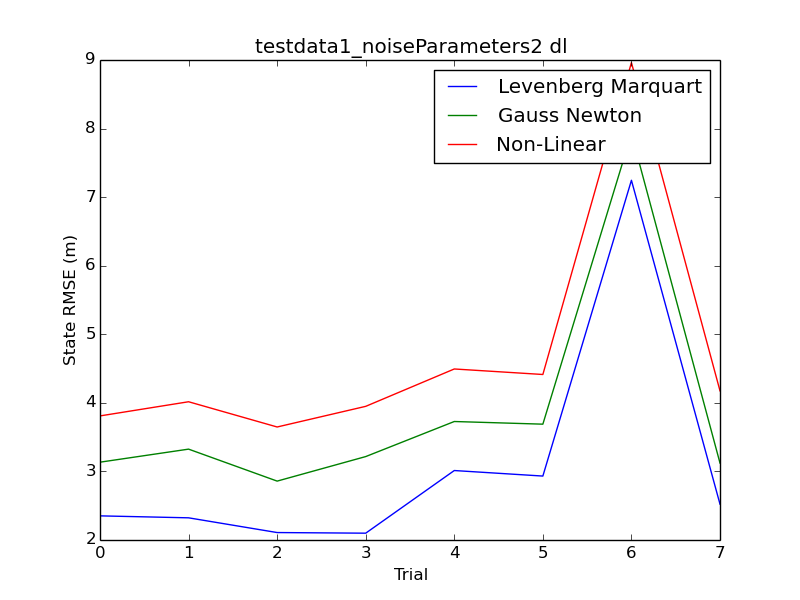 testdata1_noiseParameters2 dl
Levenberg Marquart
Gauss Newton
Non-Linear
State RMSE (m)
9
8
7
6
5
4
3
2
0 1 2 3 4 5 6 7
Trial